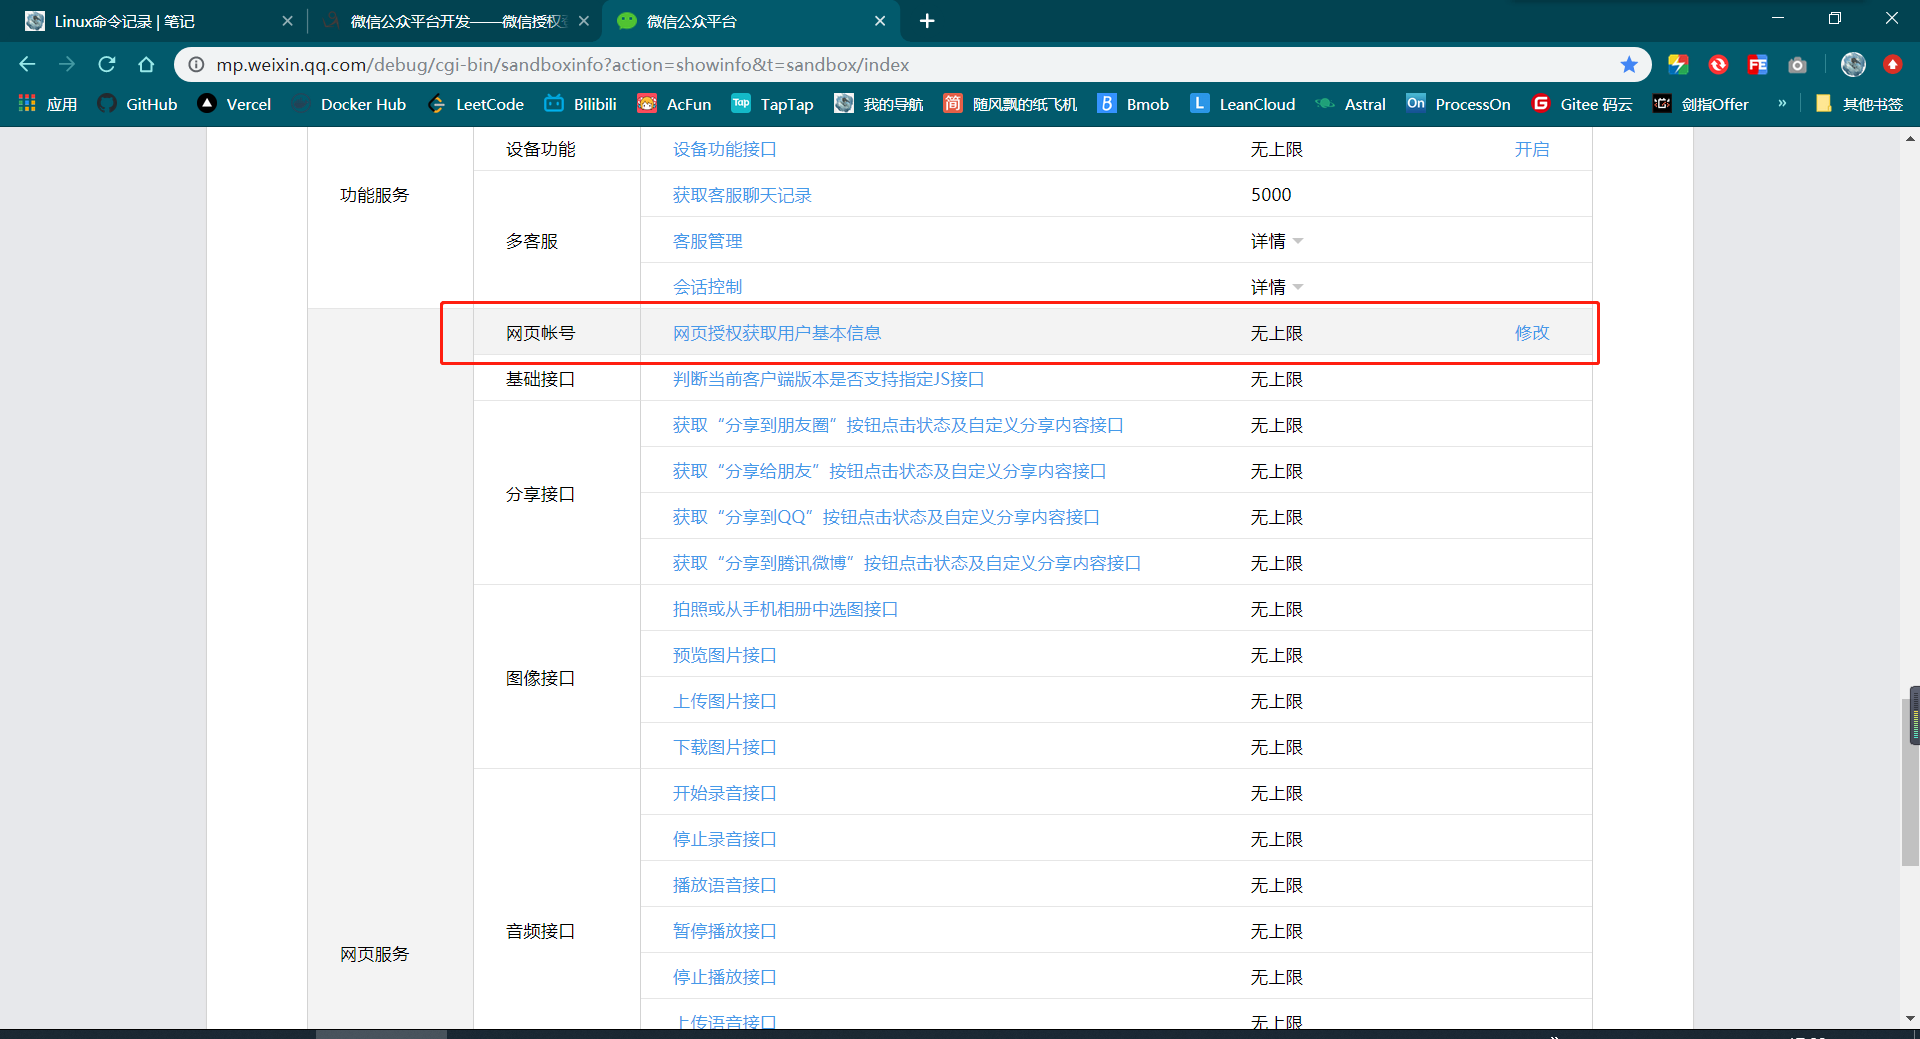 Linux命令记录 | 笔记
微信公众平台开发——微信授权
微信公众平台
mp.weixin.qq.com/debug/cgi-bin/sandboxinfo?action=showinfo&t=sandbox/index
应用 GitHub Vercel Docker Hub LeetCode Bilibili AcFun TapTap 我的导航 随风飘的纸飞机 Bmob LeanCloud Astral ProcessOn Gitee 码云 剑指Offer » 其他书签
设备功能 设备功能接口 无上限 开启
功能服务 获取客服聊天记录 5000
多客服 客服管理 详情
会话控制 详情
网页帐号 网页授权获取用户基本信息 无上限 修改
基础接口 判断当前客户端版本是否支持指定JS接口 无上限
获取“分享到朋友圈”按钮点击状态及自定义分享内容接口 无上限
获取“分享给朋友”按钮点击状态及自定义分享内容接口 无上限
分享接口
获取“分享到QQ”按钮点击状态及自定义分享内容接口 无上限
获取“分享到腾讯微博”按钮点击状态及自定义分享内容接口 无上限
拍照或从手机相册中选图接口 无上限
预览图片接口 无上限
图像接口
上传图片接口 无上限
下载图片接口 无上限
开始录音接口 无上限
停止录音接口 无上限
播放语音接口 无上限
音频接口 暂停播放接口 无上限
网页服务
停止播放接口 无上限
上传语音接口 无上限